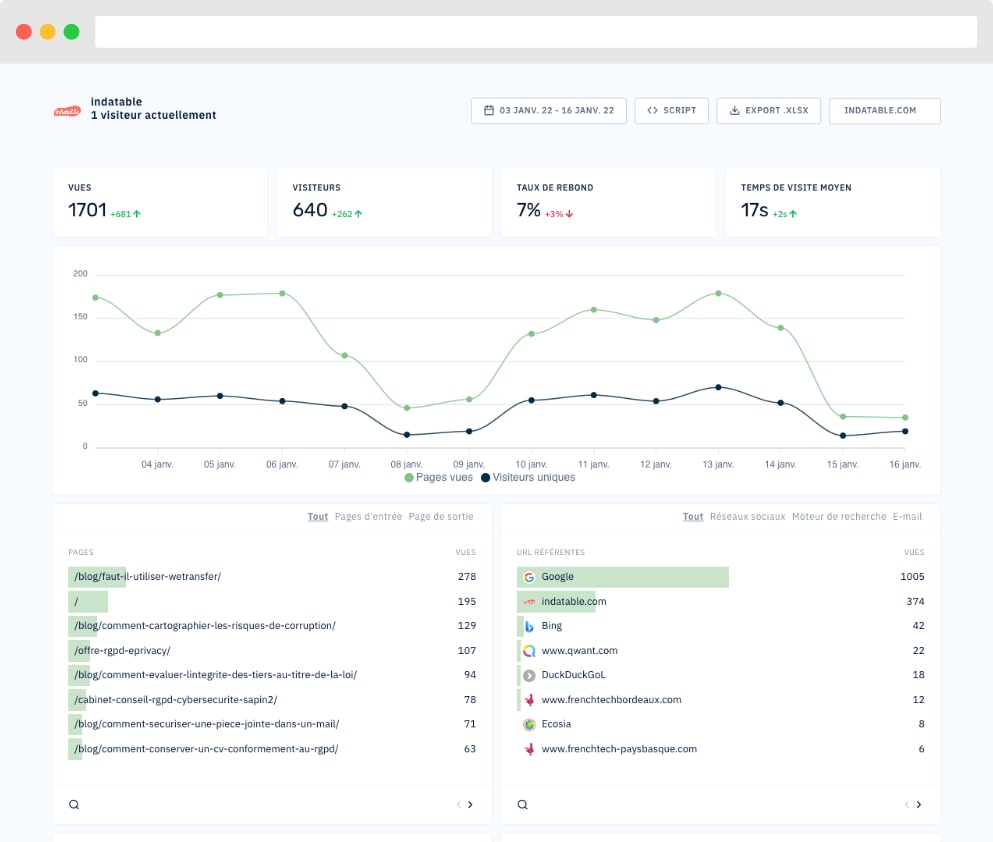 indatable
indatable
1 visiteur actuellement
03 JANV. 22 - 16 JANV. 22
<> SCRIPT
EXPORT .XLSX
INDATABLE.COM
VUES
1701 +681
VISITEURS
640 +262
TAUX DE REBOND
7% +3%
TEMPS DE VISITE MOYEN
17s +2s
200
150
100
50
0
04 janv. 05 janv. 06 janv. 07 janv. 08 janv. 09 janv. 10 janv. 11 janv. 12 janv. 13 janv. 14 janv. 15 janv. 16 janv.
Pages vues Visiteurs uniques
Tout Pages d'entrée Page de sortie
PAGES VUES
/blog/faut-il-utiliser-wetransfer/ 278
/ 195
/blog/comment-cartographier-les-risques-de-corruption/ 129
/offre-rgpd-eprivacy/ 107
/blog/comment-evaluer-lintegrite-des-tiers-au-titre-de-la-loi/ 94
/cabinet-conseil-rgpd-cybersecurite-sapin2/ 78
/blog/comment-securiser-une-piece-jointe-dans-un-mail/ 71
/blog/comment-conserver-un-cv-conformement-au-rgpd/ 63
Tout Réseaux sociaux Moteur de recherche E-mail
URL RÉFÉRENTES VUES
Google 1005
indatable.com 374
Bing 42
www.qwant.com 22
DuckDuckGoL 18
www.frenchtechbordeaux.com 12
Ecosia 8
www.frenchtech-paysbasque.com 6